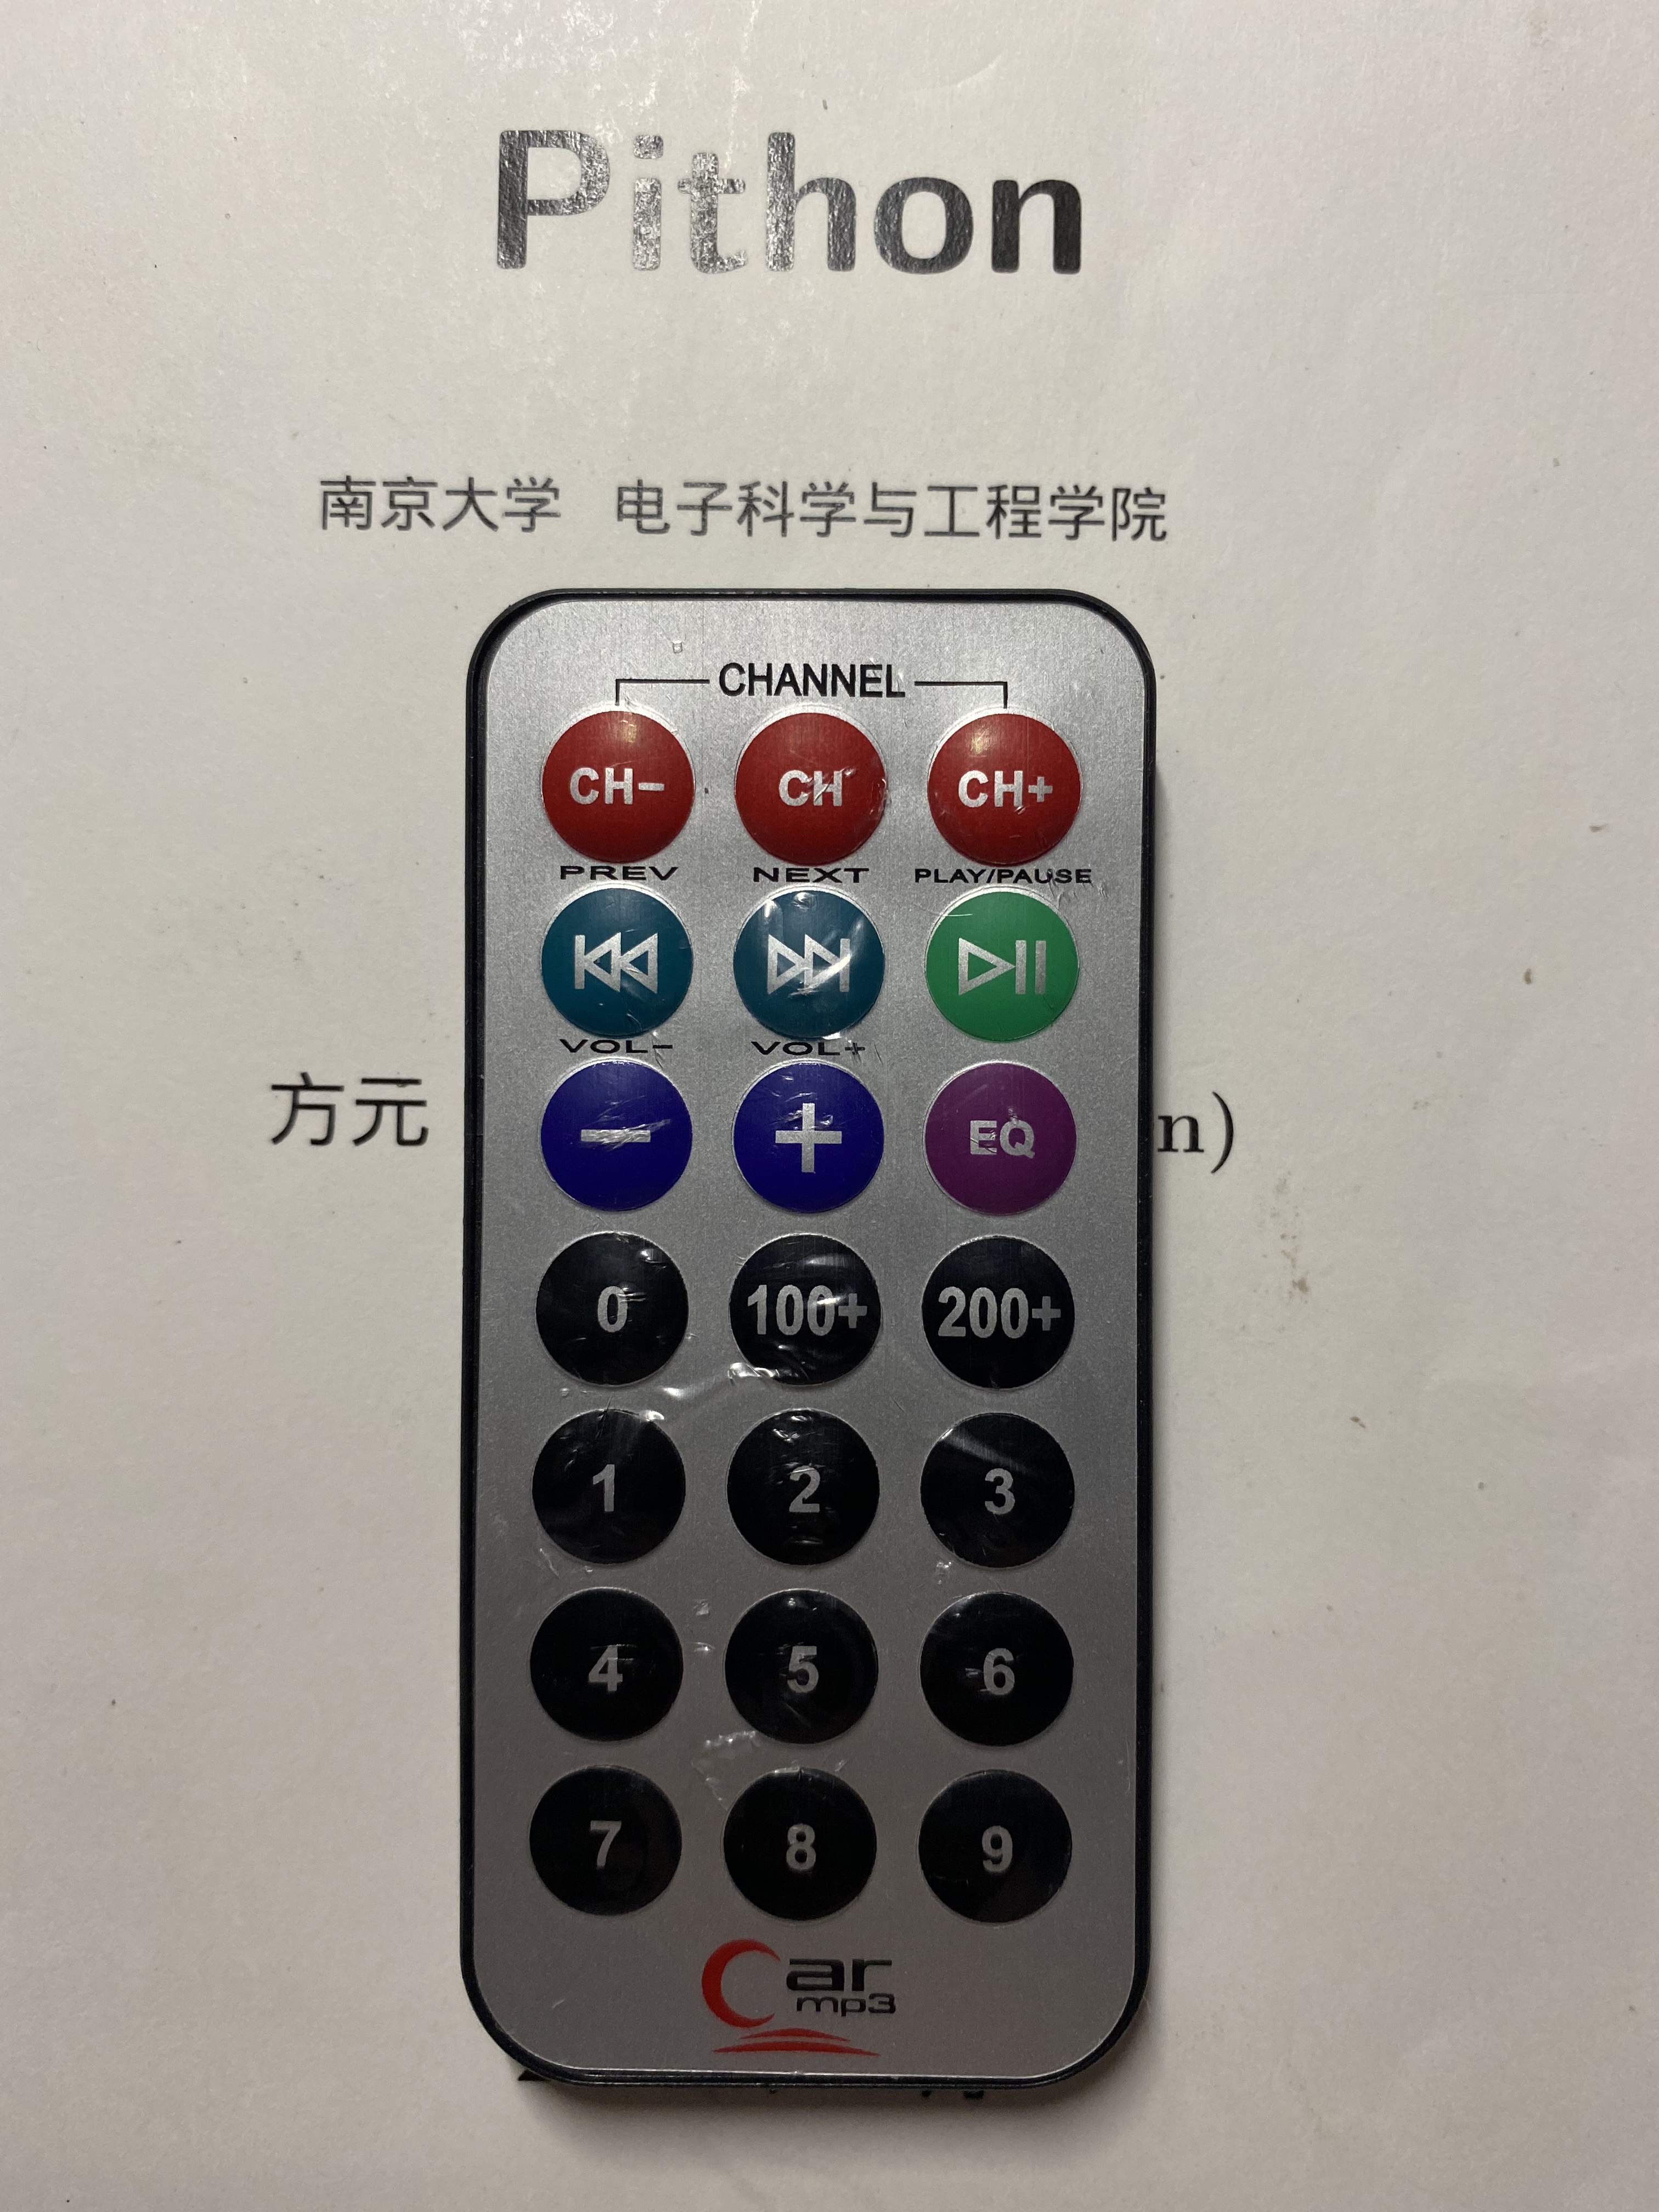 Pithon
南京大学 电子科学与工程学院
CHANNEL
CH- CH CH+
PREV NEXT PLAY/PAUSE
VOL- VOL+
方元
- + EQ
n)
0 100+ 200+
1 2 3
4 5 6
7 8 9
Car
mp3